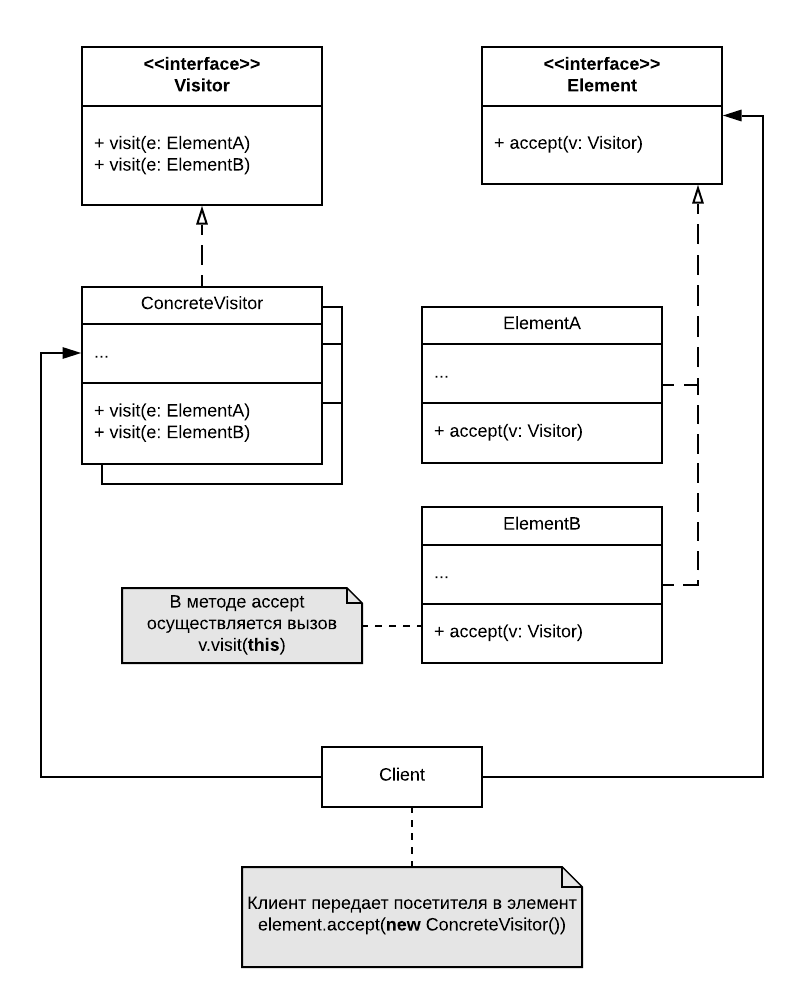 <<interface>>
Visitor
+ visit(e: ElementA)
+ visit(e: ElementB)
<<interface>>
Element
+ accept(v: Visitor)
ConcreteVisitor
...
+ visit(e: ElementA)
+ visit(e: ElementB)
ElementA
...
+ accept(v: Visitor)
ElementB
...
+ accept(v: Visitor)
В методе accept
осуществляется вызов
v.visit(this)
Client
Клиент передает посетителя в элемент
element.accept(new ConcreteVisitor())